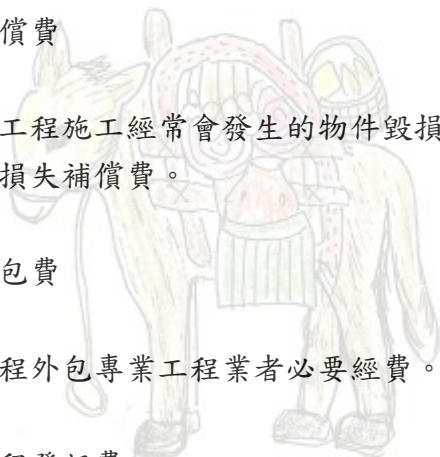 償費
工程施工經常會發生的物件毀損
損失補償費。
包費
程外包專業工程業者必要經費。